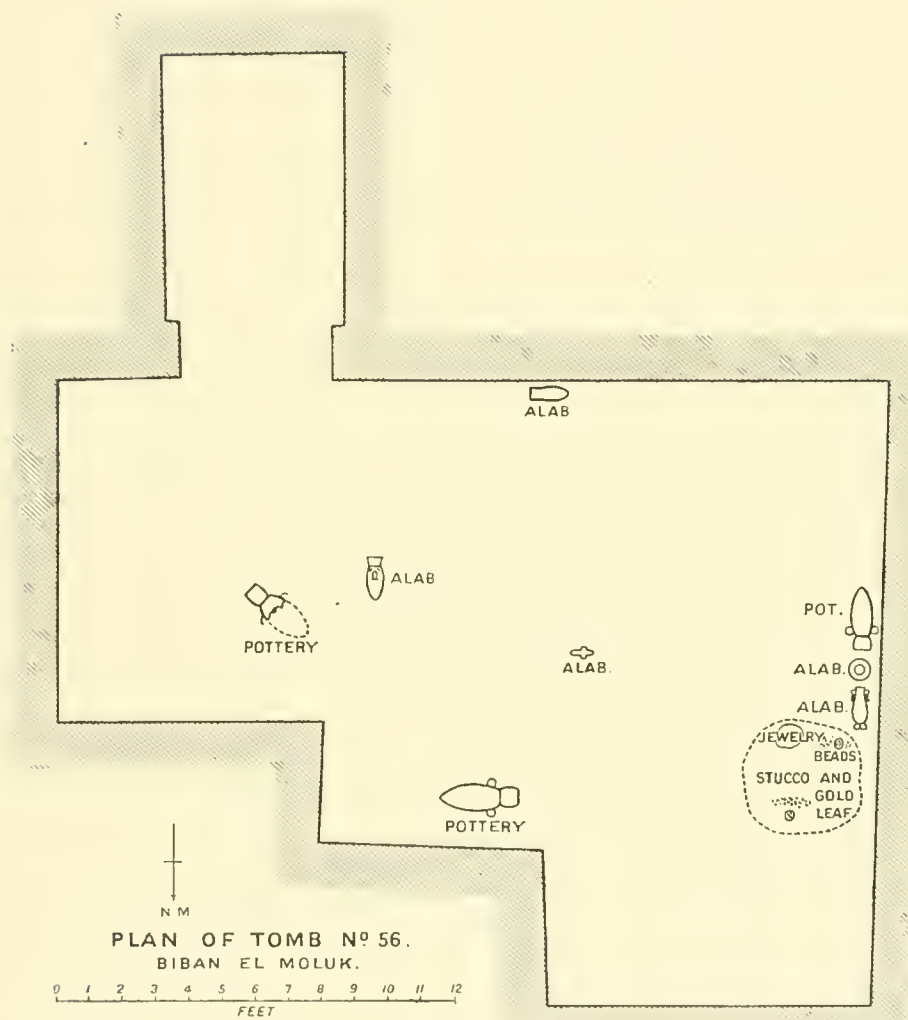 ALAB
ALAB
POTTERY
POT.
ALAB.
ALAB.
ALAB.
JEWELRY
BEADS
STUCCO AND
GOLD
LEAF
POTTERY
N M
PLAN OF TOMB Nº 56.
BIBAN EL MOLUK.
0 1 2 3 4 5 6 7 8 9 10 11 12
FEET